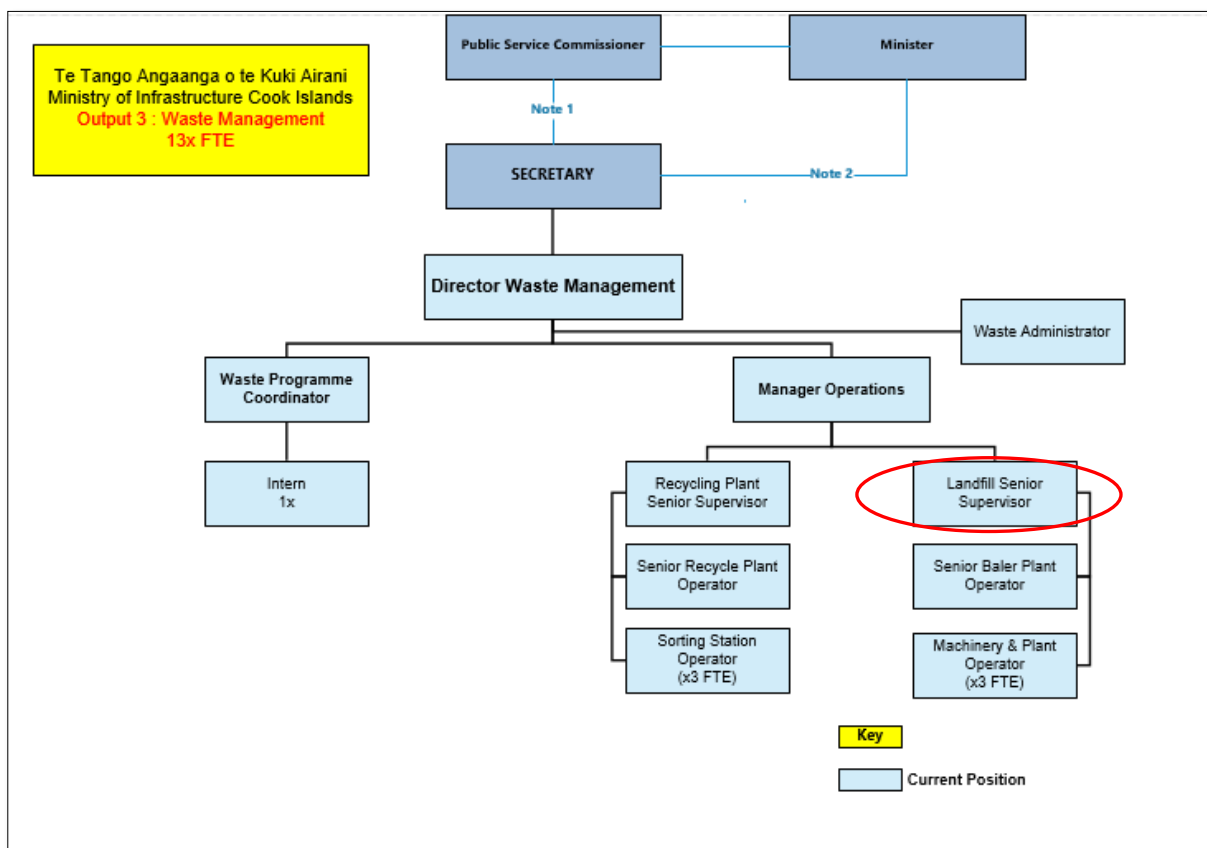 Public Service Commissioner
Minister
Te Tango Angaanga o te Kuki Airani
Ministry of Infrastructure Cook Islands
Output 3 : Waste Management
13x FTE
Note 1
SECRETARY
Note 2
Director Waste Management
Waste Administrator
Waste Programme
Coordinator
Manager Operations
Intern
1x
Recycling Plant
Senior Supervisor
Landfill Senior
Supervisor
Senior Recycle Plant
Operator
Senior Baler Plant
Operator
Sorting Station
Operator
(x3 FTE)
Machinery & Plant
Operator
(x3 FTE)
Key
Current Position